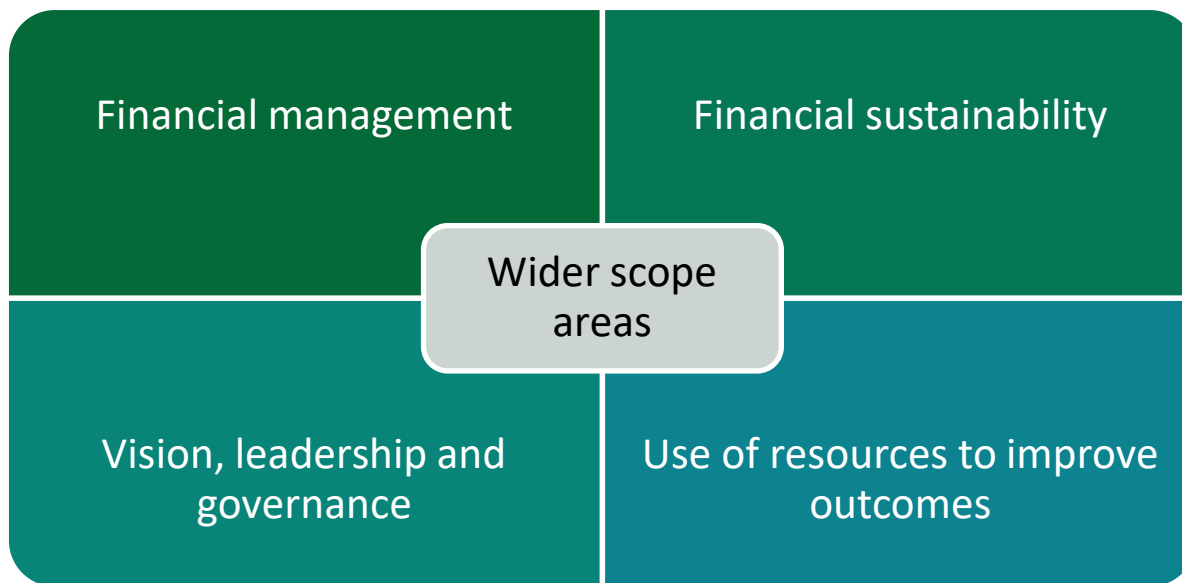 Financial management
Financial sustainability
Wider scope
areas
Vision, leadership and
governance
Use of resources to improve
outcomes